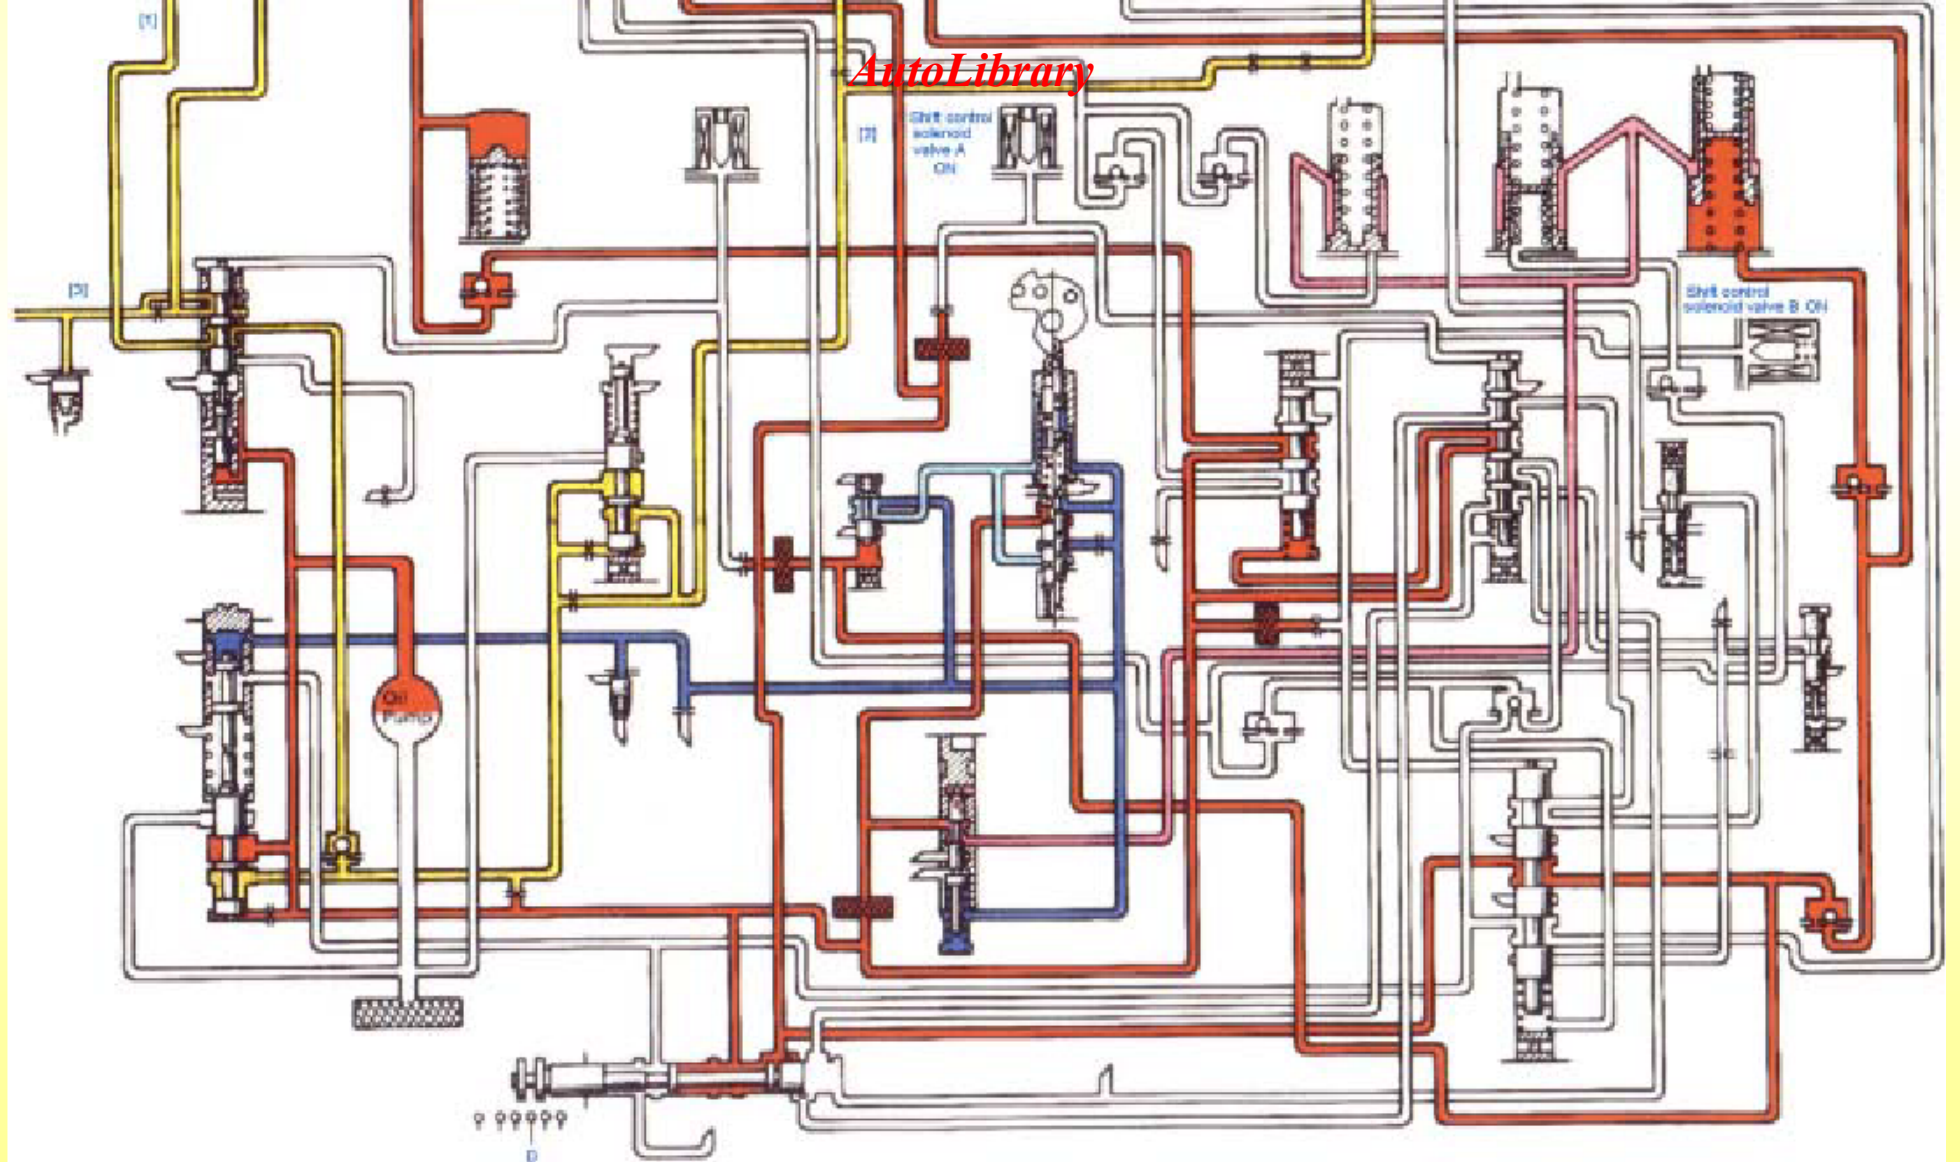 [1]
AutoLibrary
[2]
Shift control
solenoid
valve A
ON
[3]
Shift control
solenoid valve B ON
Oil
Pump
D